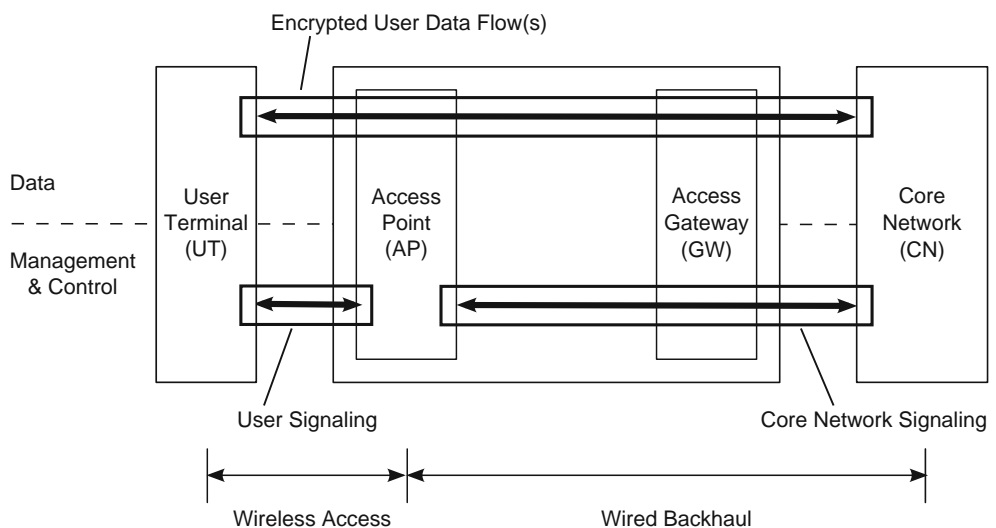 Encrypted User Data Flow(s)
Data
Management
& Control
User
Terminal
(UT)
Access
Point
(AP)
Access
Gateway
(GW)
Core
Network
(CN)
User Signaling
Core Network Signaling
Wireless Access
Wired Backhaul